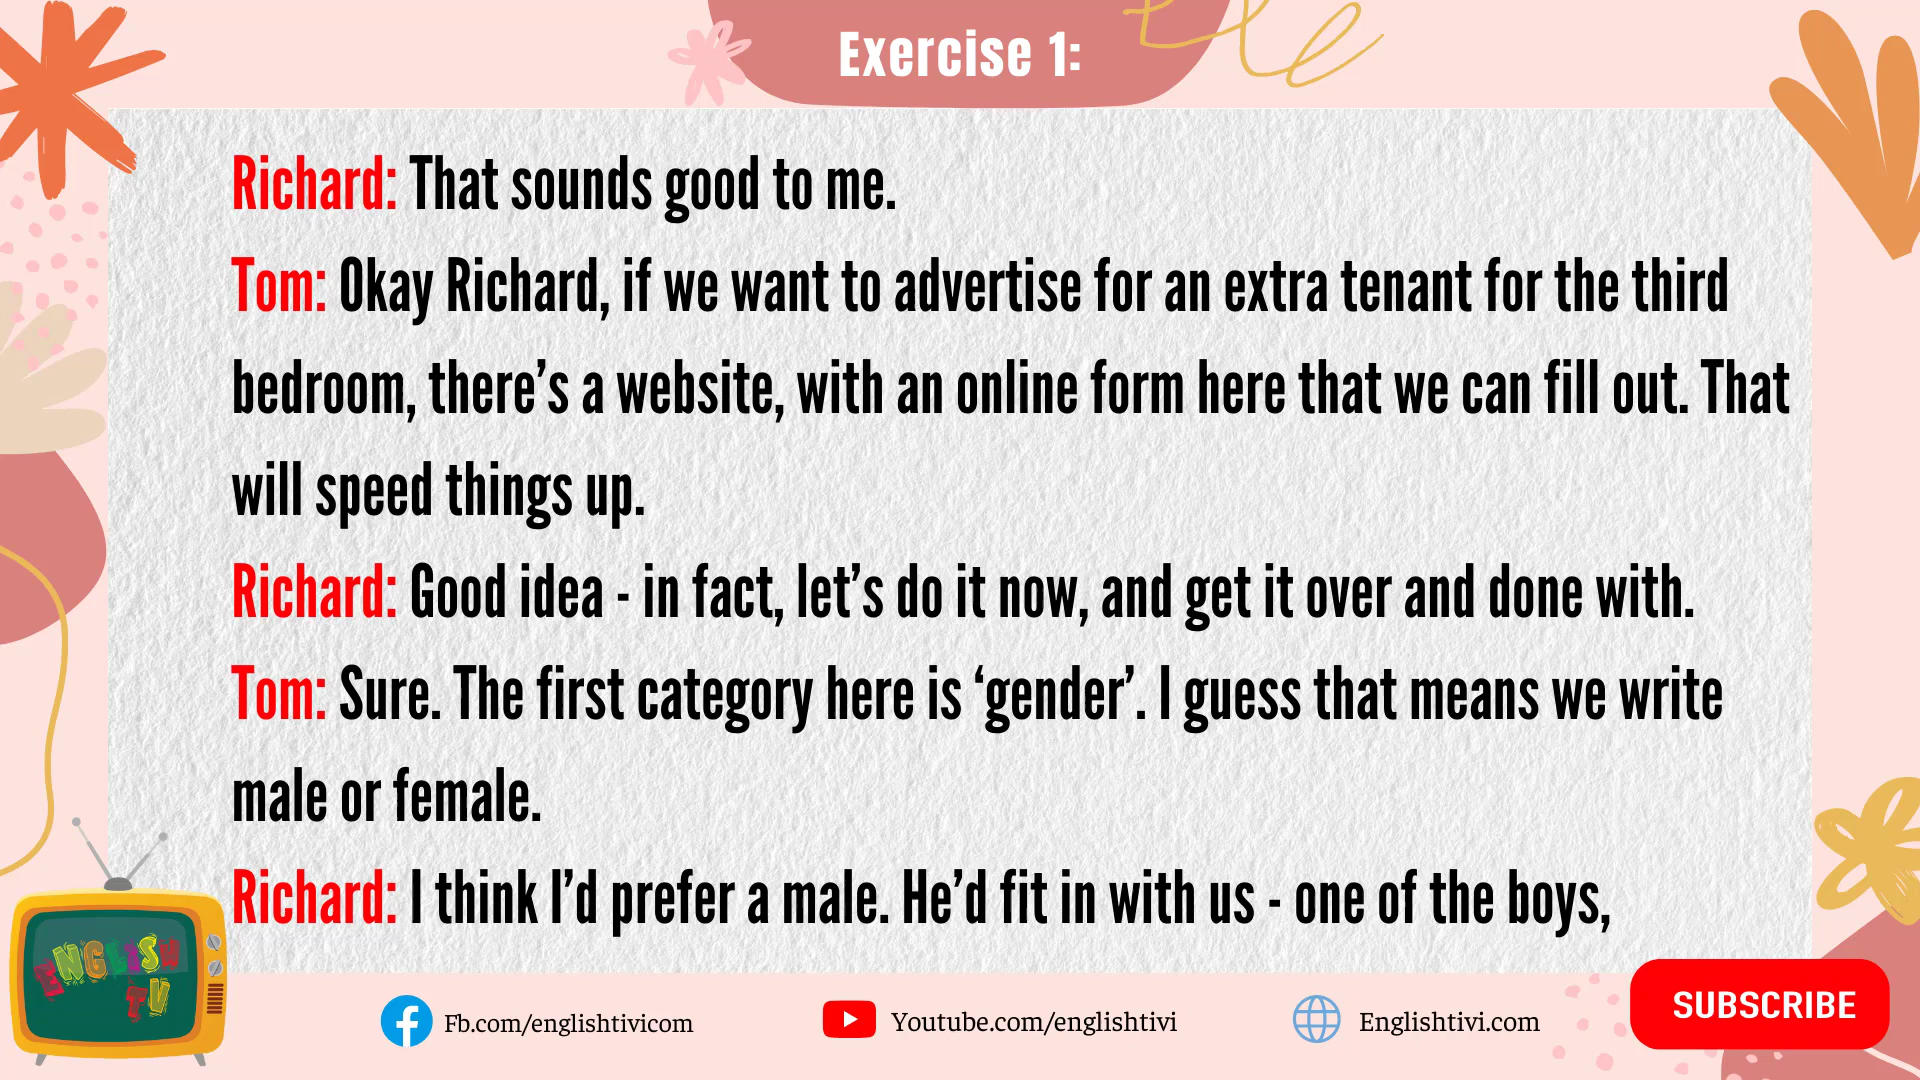 Exercise 1:
Richard: That sounds good to me.
Tom: Okay Richard, if we want to advertise for an extra tenant for the third
bedroom, there’s a website, with an online form here that we can fill out. That
will speed things up.
Richard: Good idea - in fact, let’s do it now, and get it over and done with.
Tom: Sure. The first category here is ‘gender’. I guess that means we write
male or female.
Richard: I think I’d prefer a male. He’d fit in with us - one of the boys,
ENGLISH
TV
Fb.com/englishtivicom
Youtube.com/englishtivi
Englishtivi.com
SUBSCRIBE